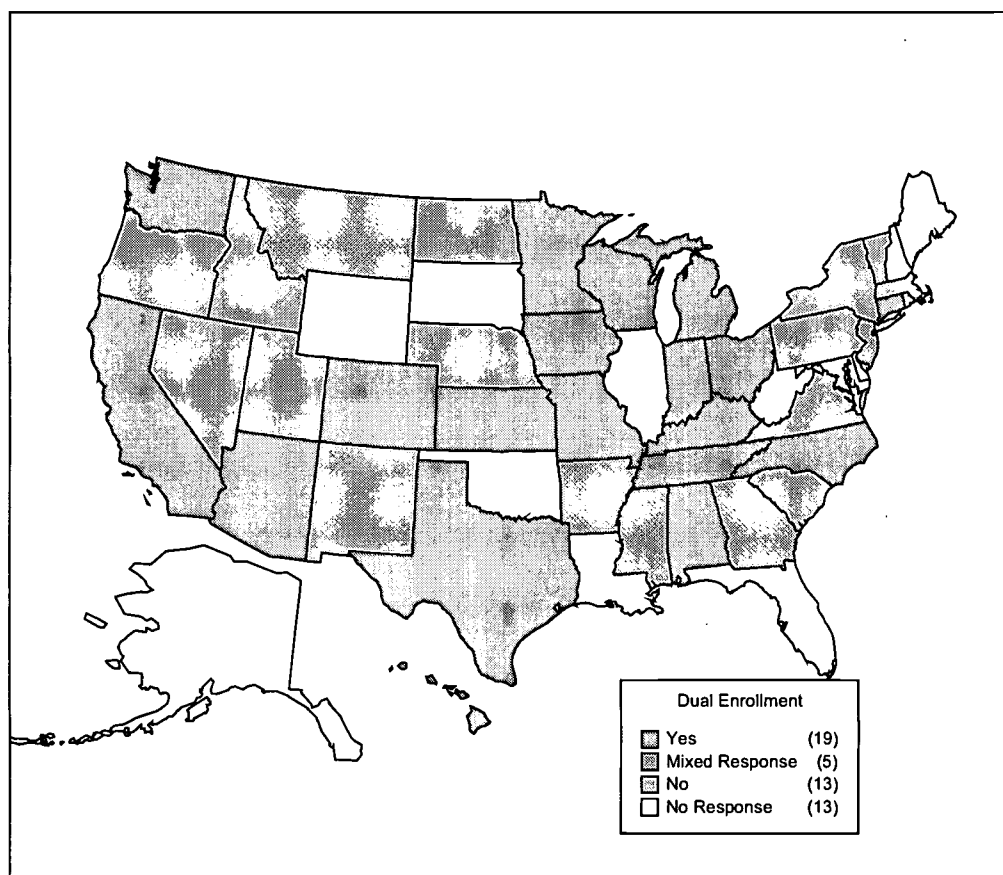 Dual Enrollment
Yes (19)
Mixed Response (5)
No (13)
No Response (13)